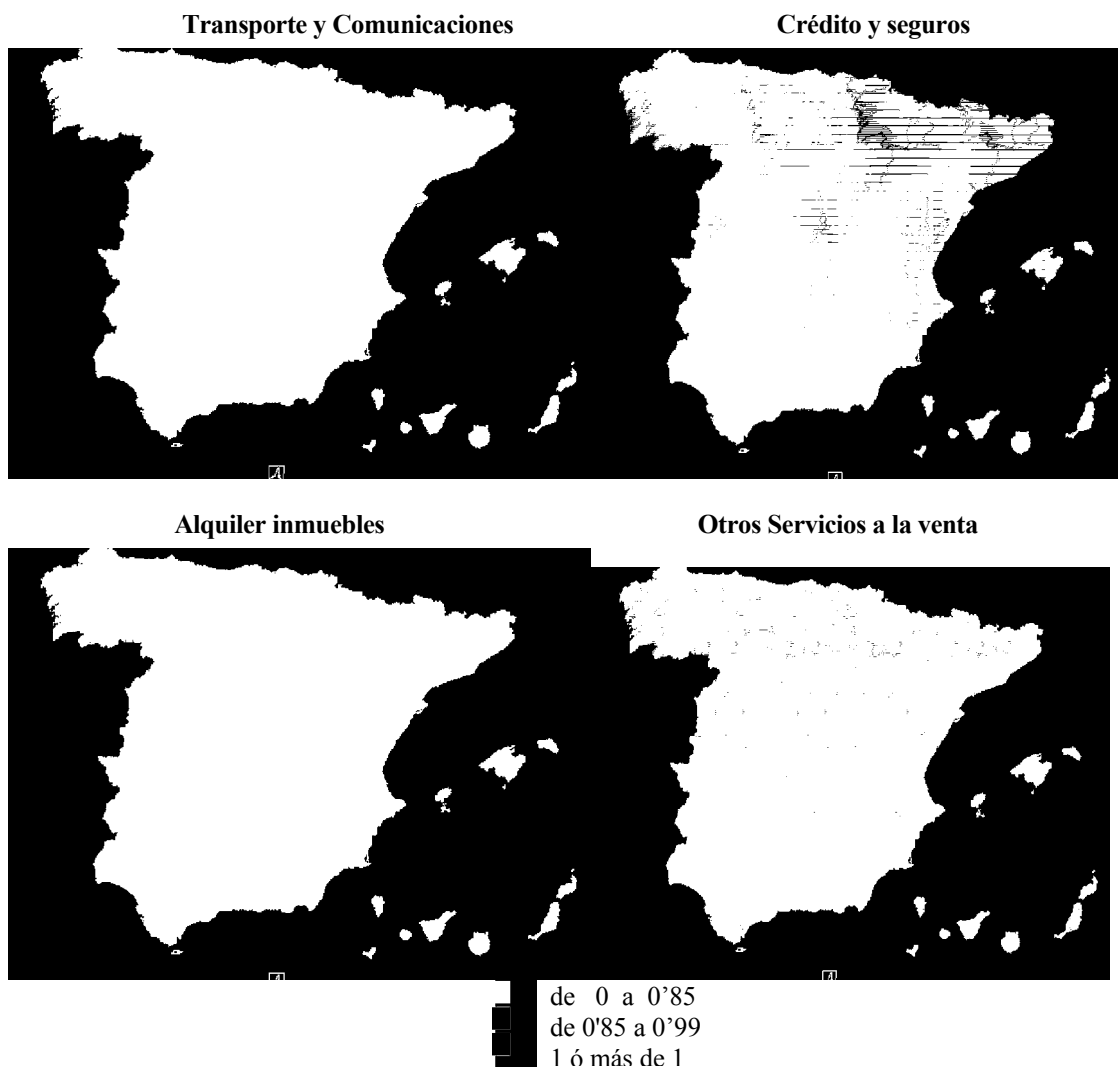 Transporte y Comunicaciones
Crédito y seguros
Alquiler inmuebles
Otros Servicios a la venta
de 0 a 0’85
de 0'85 a 0’99
1 ó más de 1